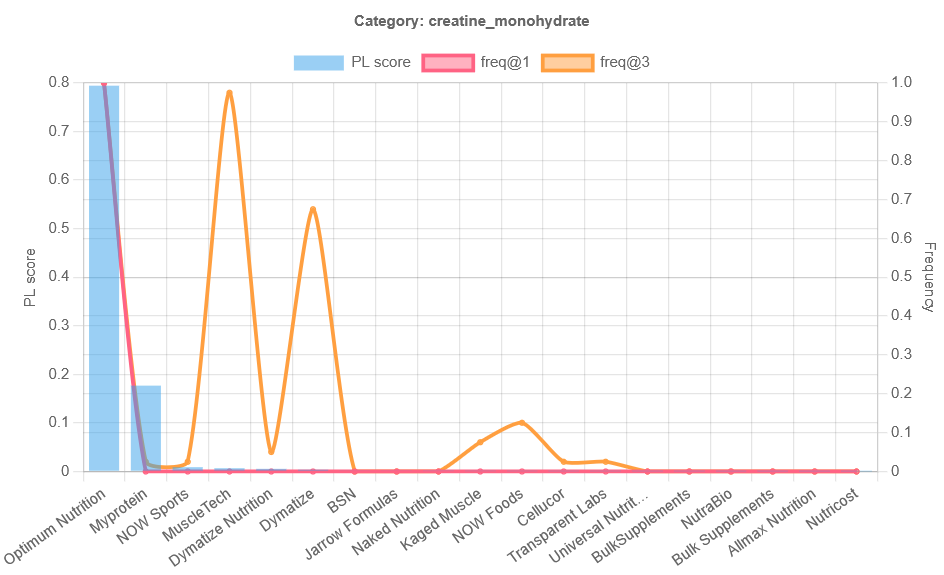 Category: creatine_monohydrate
PL score freq@1 freq@3
0.8
0.7
0.6
0.5
0.4
0.3
0.2
0.1
0
PL score
1.0
0.9
0.8
0.7
0.6
0.5
0.4
0.3
0.2
0.1
0
Frequency
Optimum Nutrition
Myprotein
NOW Sports
MuscleTech
Dymatize Nutrition
Dymatize
BSN
Jarrow Formulas
Naked Nutrition
Kaged Muscle
NOW Foods
Cellucor
Transparent Labs
Universal Nutrit...
BulkSupplements
NutraBio
Bulk Supplements
Allmax Nutrition
Nutricost